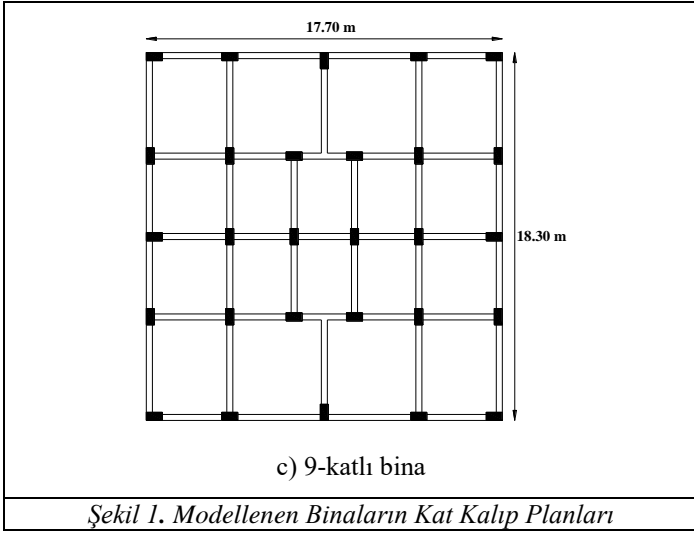 17.70 m
18.30 m
c) 9-katlı bina
Şekil 1. Modellenen Binaların Kat Kalıp Planları